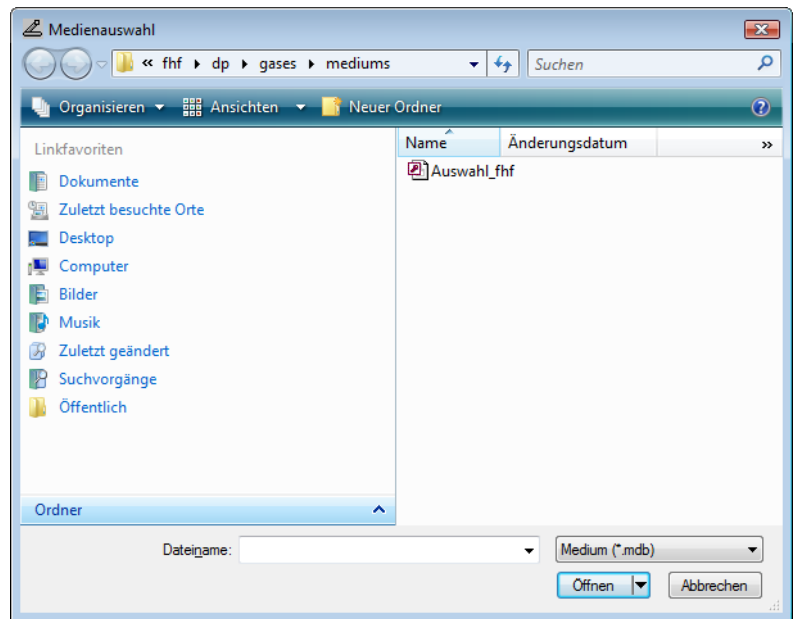 Medienauswahl
« fhf ▸ dp ▸ gases ▸ mediums
Suchen
Organisieren
Ansichten
Neuer Ordner
Linkfavoriten
Dokumente
Zuletzt besuchte Orte
Desktop
Computer
Bilder
Musik
Zuletzt geändert
Suchvorgänge
Öffentlich
Ordner
Name Änderungsdatum »
Auswahl_fhf
Dateiname:
Medium (*.mdb)
Öffnen
Abbrechen